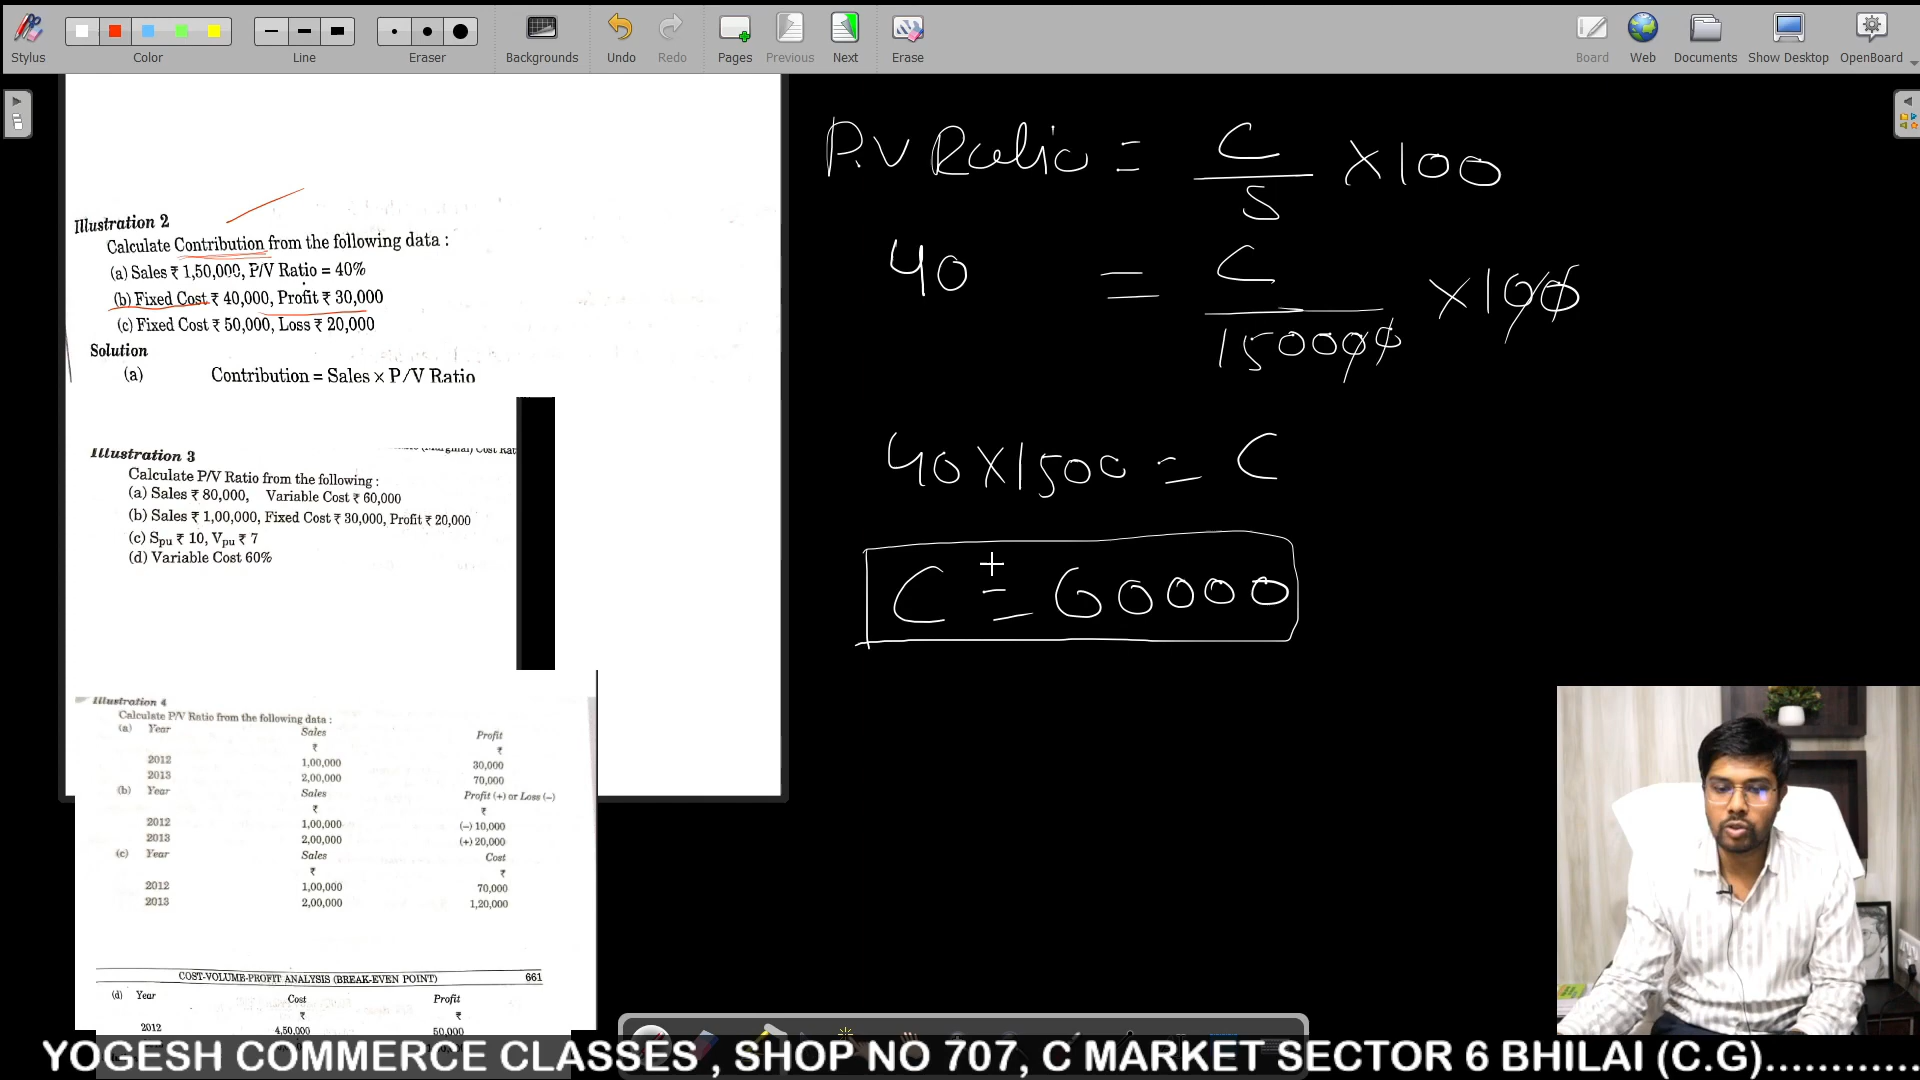 Stylus Color Line Eraser Backgrounds Undo Redo Pages Previous Next Erase Board Web Documents Show Desktop OpenBoard
Illustration 2
Calculate Contribution from the following data :
(a) Sales ₹ 1,50,000, P/V Ratio = 40%
(b) Fixed Cost ₹ 40,000, Profit ₹ 30,000
(c) Fixed Cost ₹ 50,000, Loss ₹ 20,000
Solution
(a) Contribution = Sales × P/V Ratio
Illustration 3
Calculate P/V Ratio from the following :
(a) Sales ₹ 80,000, Variable Cost ₹ 60,000
(b) Sales ₹ 1,00,000, Fixed Cost ₹ 30,000, Profit ₹ 20,000
(c) Spu ₹ 10, Vpu ₹ 7
(d) Variable Cost 60%
Illustration 4
Calculate P/V Ratio from the following data :
(a) Year Sales Profit
₹ ₹
2012 1,00,000 30,000
2013 2,00,000 70,000
(b) Year Sales Profit (+) or Loss (–)
₹ ₹
2012 1,00,000 (–) 10,000
2013 2,00,000 (+) 20,000
(c) Year Sales Cost
₹ ₹
2012 1,00,000 70,000
2013 2,00,000 1,20,000
COST-VOLUME-PROFIT ANALYSIS (BREAK-EVEN POINT) 661
(d) Year Cost Profit
₹ ₹
2012 4,50,000 50,000
P.V Ratio = C/S ×100
40 = C/150000 ×100
40×1500 = C
C = 60000
YOGESH COMMERCE CLASSES , SHOP NO 707, C MARKET SECTOR 6 BHILAI (C.G)............